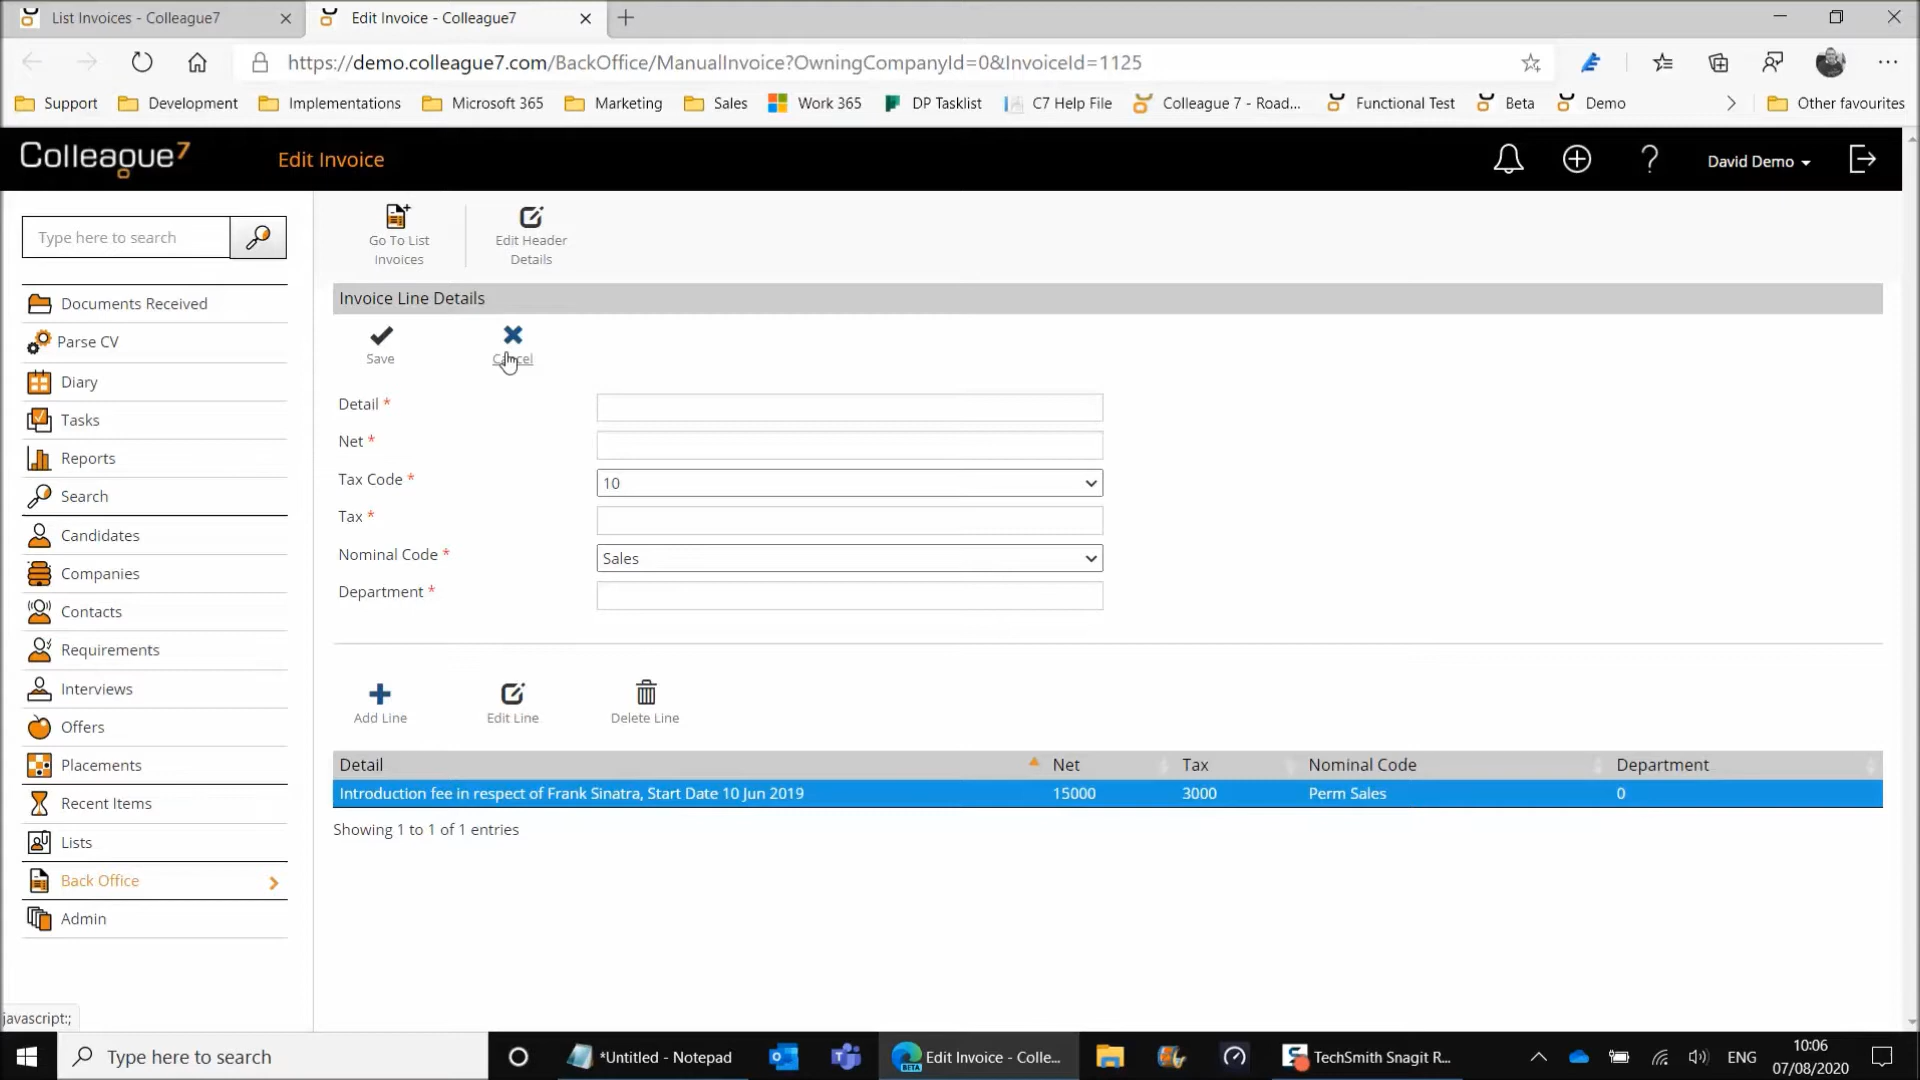 List Invoices - Colleague7
Edit Invoice - Colleague7
https://demo.colleague7.com/BackOffice/ManualInvoice?OwningCompanyId=0&InvoiceId=1125
Support
Development
Implementations
Microsoft 365
Marketing
Sales
Work 365
DP Tasklist
C7 Help File
Colleague 7 - Road...
Functional Test
Beta
Demo
Other favourites
Colleague7
Edit Invoice
David Demo
Type here to search
Go To List
Invoices
Edit Header
Details
Documents Received
Parse CV
Diary
Tasks
Reports
Search
Candidates
Companies
Contacts
Requirements
Interviews
Offers
Placements
Recent Items
Lists
Back Office
Admin
Invoice Line Details
Save
Cancel
Detail *
Net *
Tax Code *
10
Tax *
Nominal Code *
Sales
Department *
Add Line
Edit Line
Delete Line
Detail Net Tax Nominal Code Department
Introduction fee in respect of Frank Sinatra, Start Date 10 Jun 2019 15000 3000 Perm Sales 0
Showing 1 to 1 of 1 entries
javascript:;
Type here to search
*Untitled - Notepad
BETA
Edit Invoice - Colle...
TechSmith Snagit R...
ENG
10:06
07/08/2020